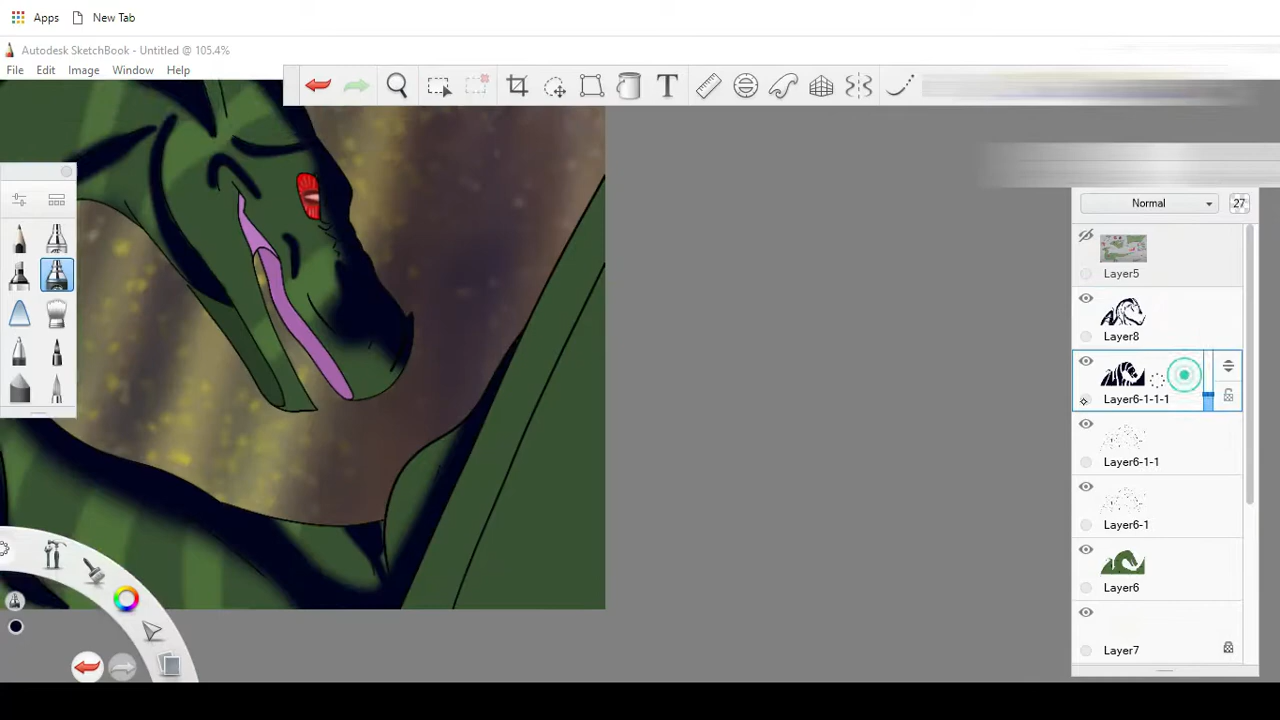 Apps New Tab
Autodesk SketchBook - Untitled @ 105.4%
File Edit Image Window Help
T
Normal 27
Layer5
Layer8
Layer6-1-1-1
Layer6-1-1
Layer6-1
Layer6
Layer7